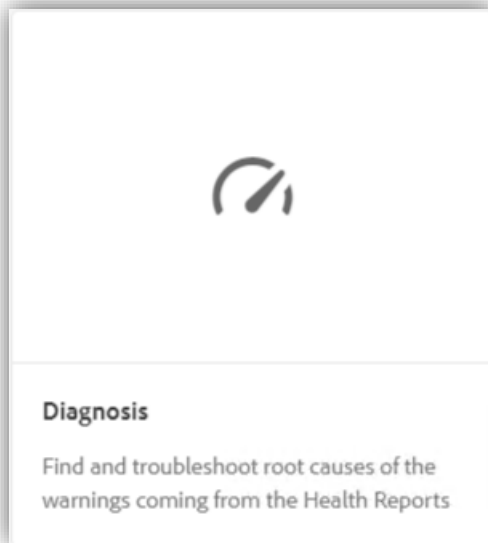 Diagnosis
Find and troubleshoot root causes of the
warnings coming from the Health Reports